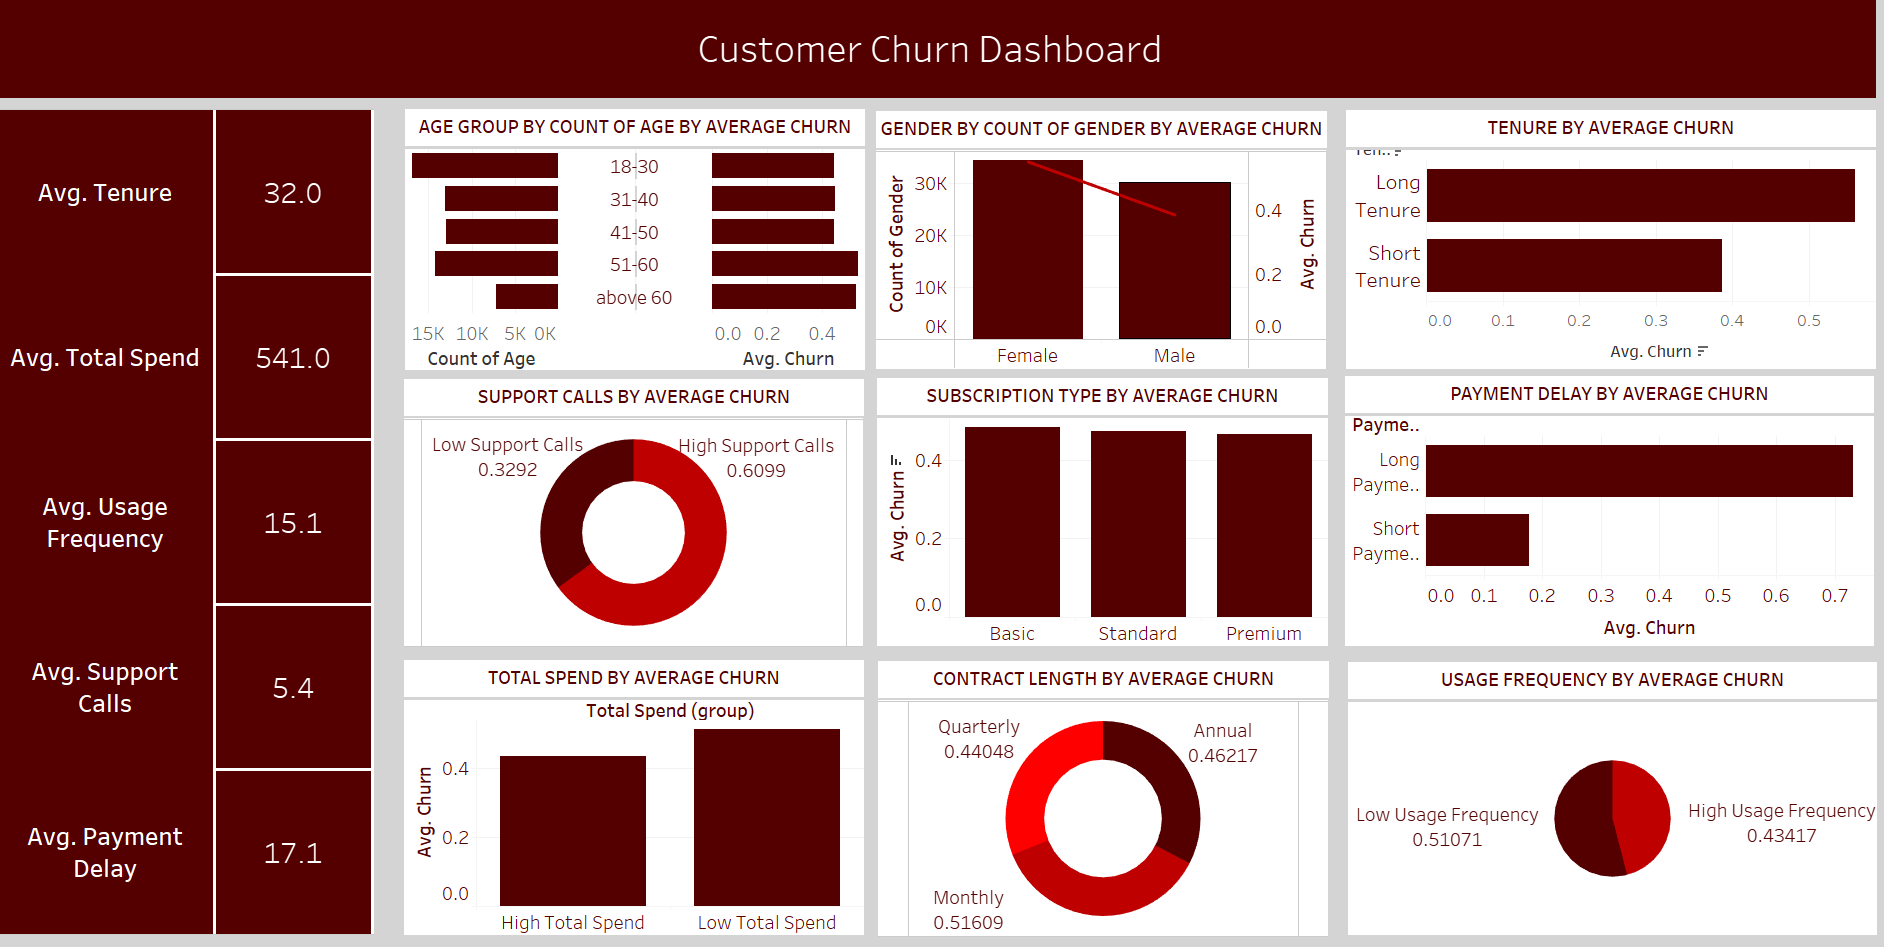 Customer Churn Dashboard
Avg. Tenure
32.0
Avg. Total Spend
541.0
Avg. Usage
Frequency
15.1
Avg. Support
Calls
5.4
Avg. Payment
Delay
17.1
AGE GROUP BY COUNT OF AGE BY AVERAGE CHURN
18-30
31-40
41-50
51-60
above 60
15K 10K 5K 0K
0.0 0.2 0.4
Count of Age
Avg. Churn
GENDER BY COUNT OF GENDER BY AVERAGE CHURN
Count of Gender
30K
20K
10K
0K
0.4
0.2
0.0
Avg. Churn
Female
Male
TENURE BY AVERAGE CHURN
Ten..
Long
Tenure
Short
Tenure
0.0 0.1 0.2 0.3 0.4 0.5
Avg. Churn
SUPPORT CALLS BY AVERAGE CHURN
Low Support Calls
0.3292
High Support Calls
0.6099
SUBSCRIPTION TYPE BY AVERAGE CHURN
Avg. Churn
0.4
0.2
0.0
Basic
Standard
Premium
PAYMENT DELAY BY AVERAGE CHURN
Payme..
Long
Payme..
Short
Payme..
0.0 0.1 0.2 0.3 0.4 0.5 0.6 0.7
Avg. Churn
TOTAL SPEND BY AVERAGE CHURN
Total Spend (group)
Avg. Churn
0.4
0.2
0.0
High Total Spend
Low Total Spend
CONTRACT LENGTH BY AVERAGE CHURN
Quarterly
0.44048
Annual
0.46217
Monthly
0.51609
USAGE FREQUENCY BY AVERAGE CHURN
Low Usage Frequency
0.51071
High Usage Frequency
0.43417